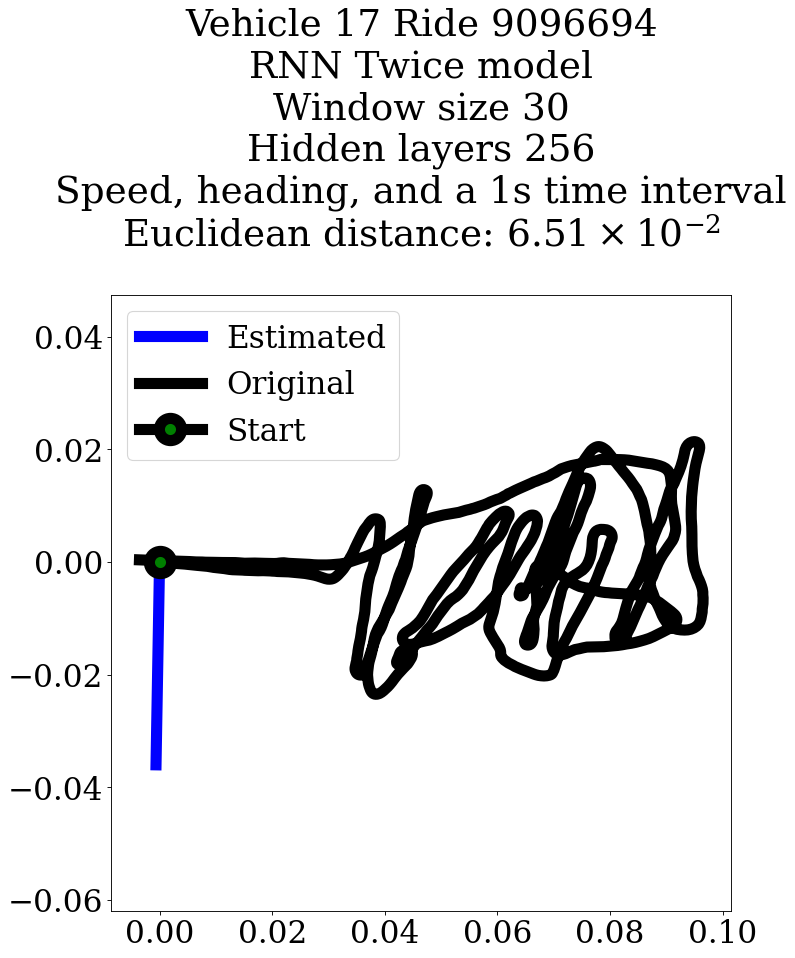 Vehicle 17 Ride 9096694
RNN Twice model
Window size 30
Hidden layers 256
Speed, heading, and a 1s time interval
Euclidean distance: 6.51 × 10⁻²
Estimated
Original
Start
0.04
0.02
0.00
−0.02
−0.04
−0.06
0.00 0.02 0.04 0.06 0.08 0.10